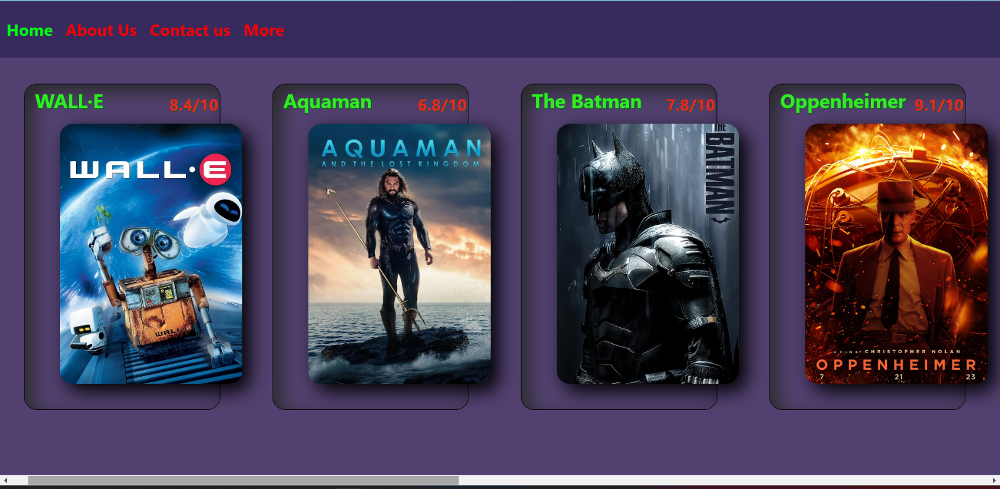 Home About Us Contact us More
WALL·E 8.4/10
Aquaman 6.8/10
The Batman 7.8/10
Oppenheimer 9.1/10
WALL·E
WALL·E
AQUAMAN
AND THE LOST KINGDOM
THE
BATMAN
A FILM BY CHRISTOPHER NOLAN
OPPENHEIMER
7 21 23